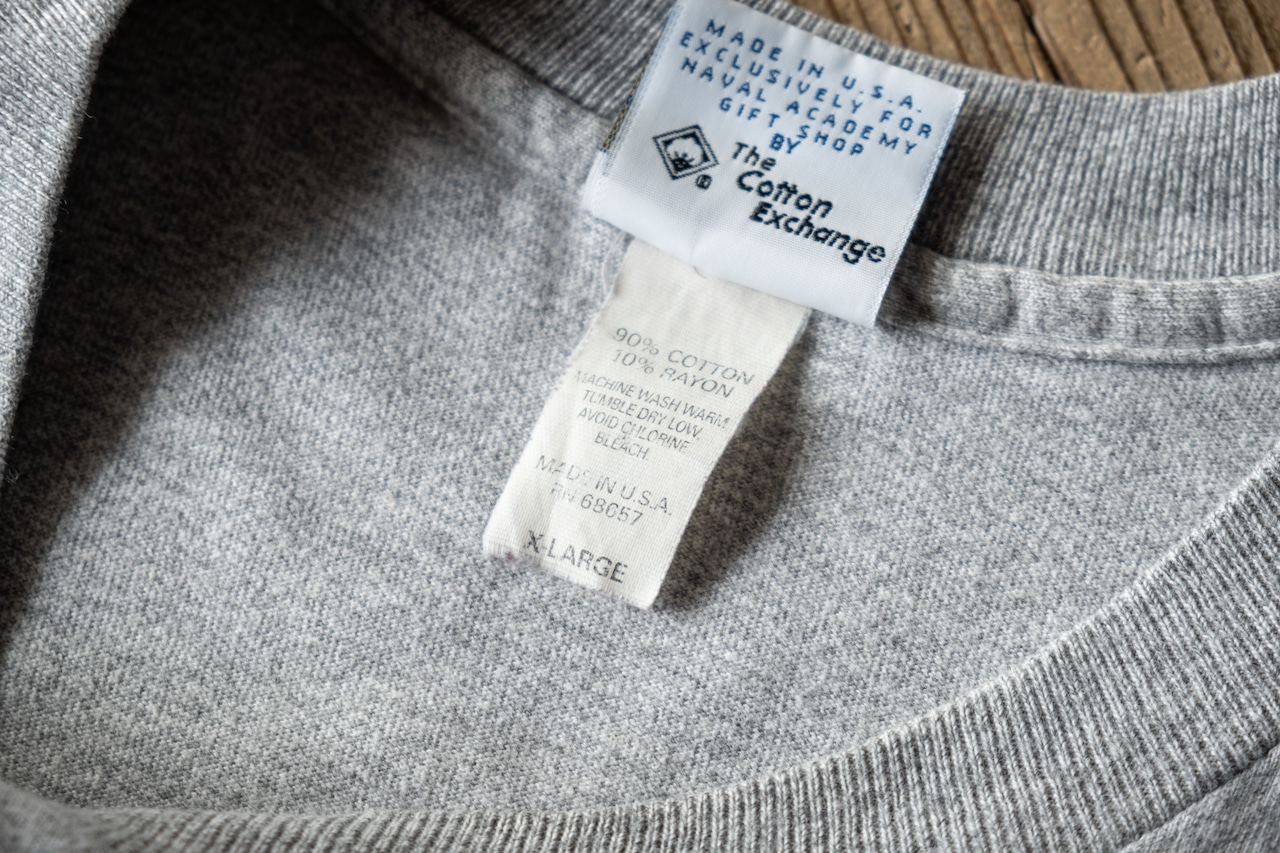 MADE IN U.S.A.
EXCLUSIVELY FOR
NAVAL ACADEMY
GIFT SHOP
BY
The
Cotton
Exchange
®
90% COTTON
10% RAYON
MACHINE WASH WARM.
TUMBLE DRY LOW.
AVOID CHLORINE
BLEACH.
MADE IN U.S.A.
RN 68657
X-LARGE